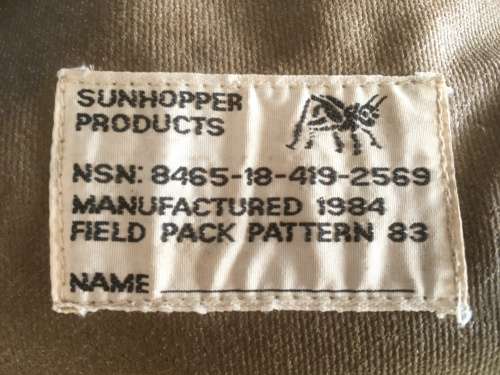 SUNHOPPER
PRODUCTS
NSN: 8465-18-419-2569
MANUFACTURED 1984
FIELD PACK PATTERN 83
NAME